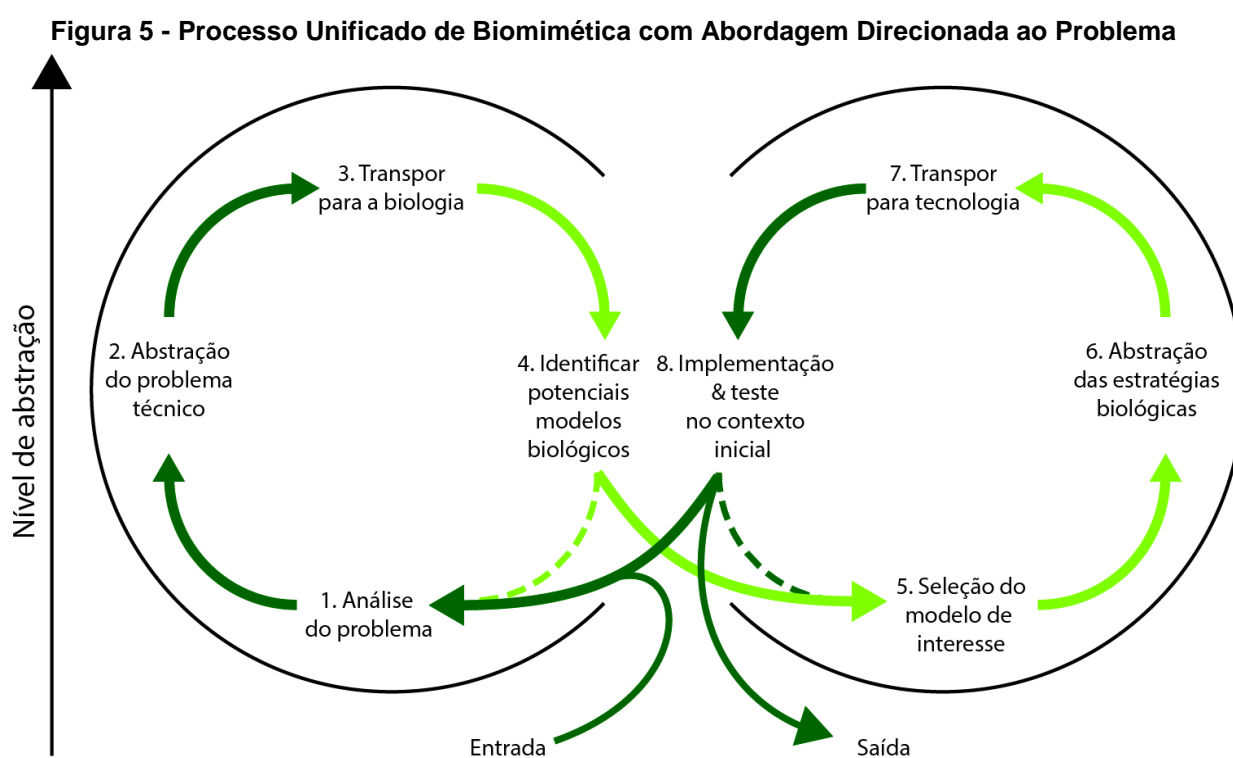 Figura 5 - Processo Unificado de Biomimética com Abordagem Direcionada ao Problema
Nível de abstração
1. Análise
do problema
2. Abstração
do problema
técnico
3. Transpor
para a biologia
4. Identificar
potenciais
modelos
biológicos
5. Seleção do
modelo de
interesse
6. Abstração
das estratégias
biológicas
7. Transpor
para tecnologia
8. Implementação
& teste
no contexto
inicial
Entrada
Saída